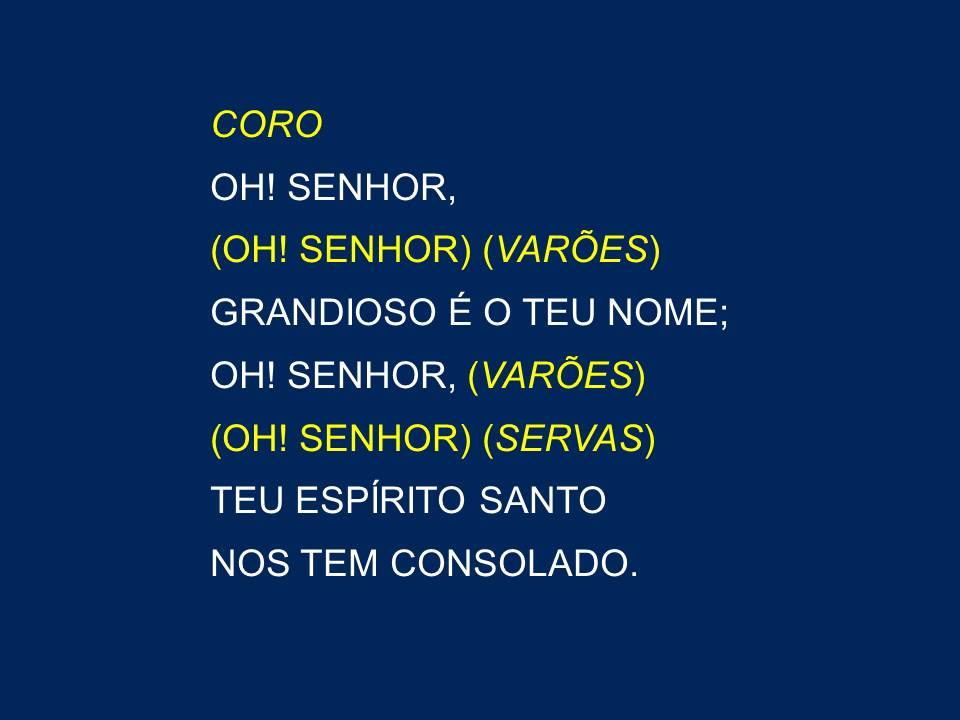 CORO
OH! SENHOR,
(OH! SENHOR) (VARÕES)
GRANDIOSO É O TEU NOME;
OH! SENHOR, (VARÕES)
(OH! SENHOR) (SERVAS)
TEU ESPÍRITO SANTO
NOS TEM CONSOLADO.